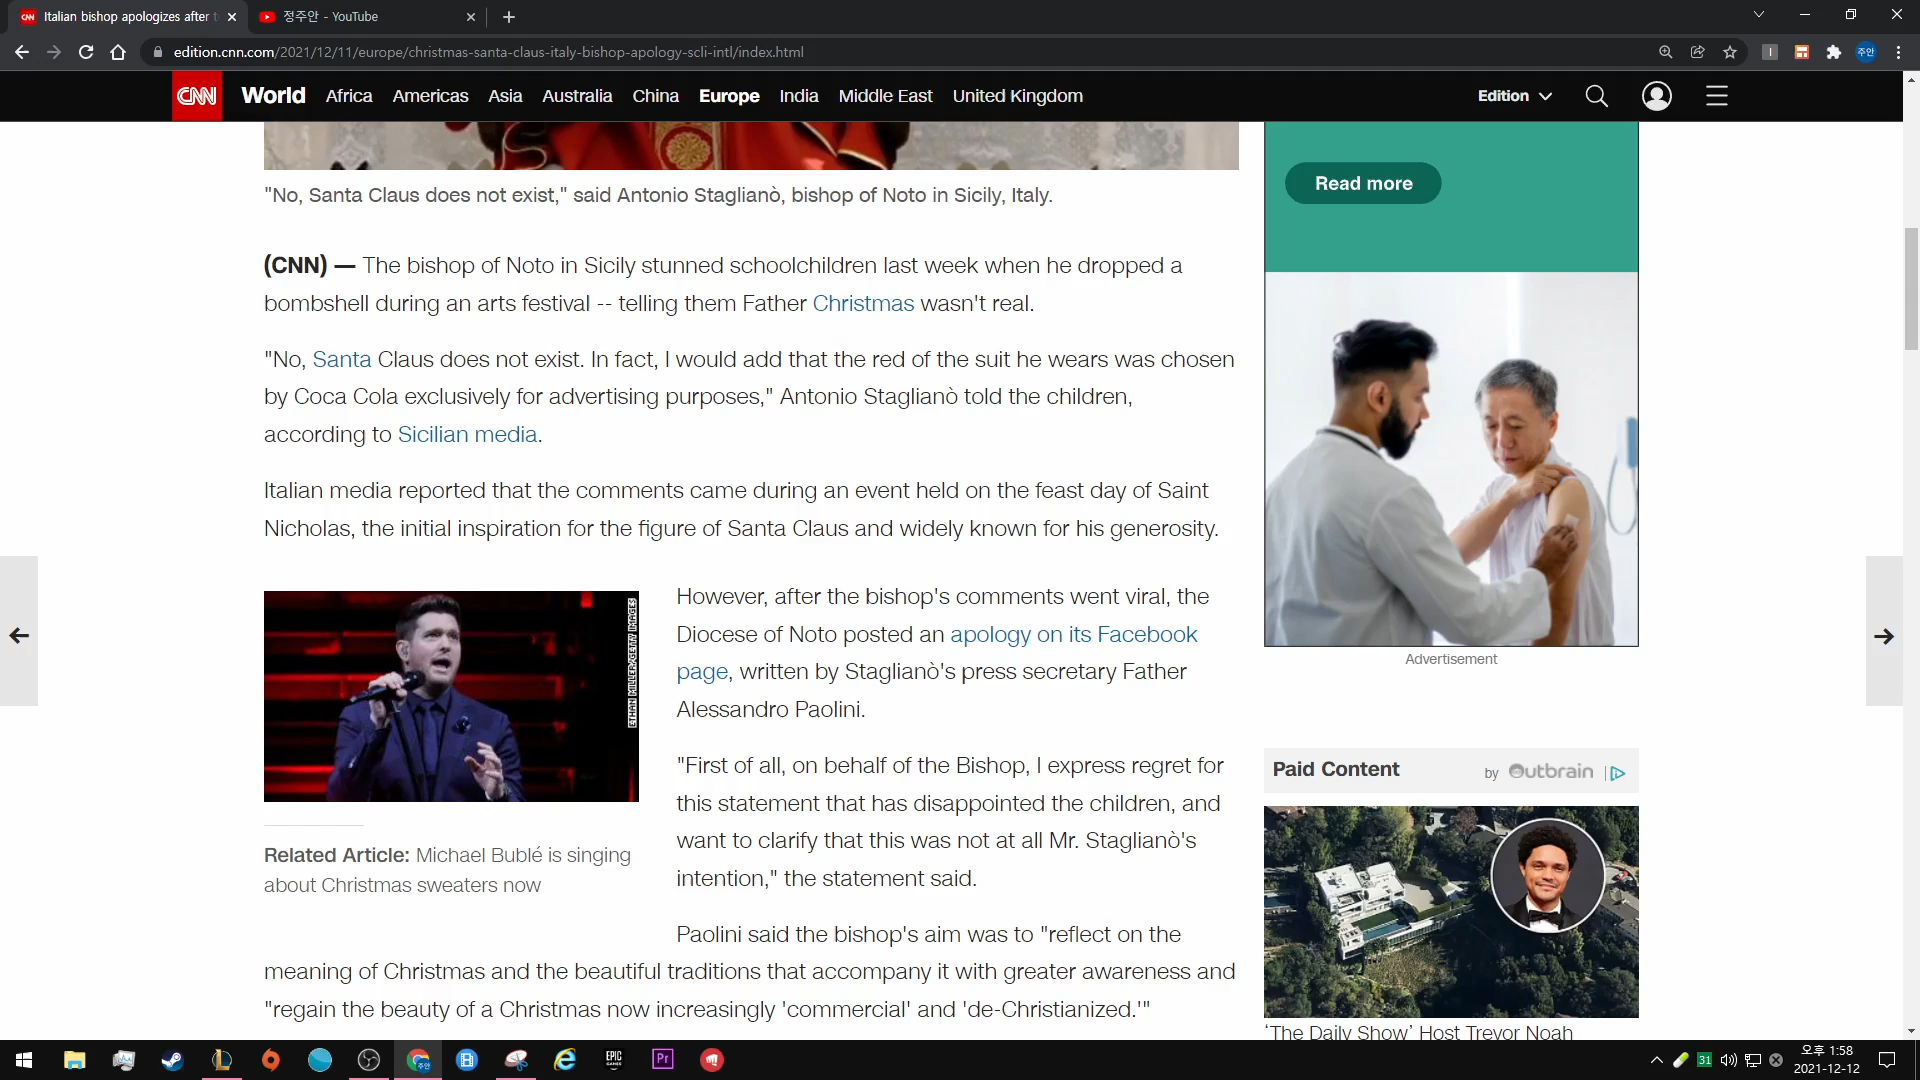 Italian bishop apologizes after t
정주안 - YouTube
edition.cnn.com/2021/12/11/europe/christmas-santa-claus-italy-bishop-apology-scli-intl/index.html
주안
CNN World Africa Americas Asia Australia China Europe India Middle East United Kingdom Edition
"No, Santa Claus does not exist," said Antonio Staglianò, bishop of Noto in Sicily, Italy.
(CNN) — The bishop of Noto in Sicily stunned schoolchildren last week when he dropped a
bombshell during an arts festival -- telling them Father Christmas wasn't real.
"No, Santa Claus does not exist. In fact, I would add that the red of the suit he wears was chosen
by Coca Cola exclusively for advertising purposes," Antonio Staglianò told the children,
according to Sicilian media.
Italian media reported that the comments came during an event held on the feast day of Saint
Nicholas, the initial inspiration for the figure of Santa Claus and widely known for his generosity.
ETHAN MILLER/GETTY IMAGES
Related Article: Michael Bublé is singing
about Christmas sweaters now
However, after the bishop's comments went viral, the
Diocese of Noto posted an apology on its Facebook
page, written by Staglianò's press secretary Father
Alessandro Paolini.
"First of all, on behalf of the Bishop, I express regret for
this statement that has disappointed the children, and
want to clarify that this was not at all Mr. Staglianò's
intention," the statement said.
Paolini said the bishop's aim was to "reflect on the
meaning of Christmas and the beautiful traditions that accompany it with greater awareness and
"regain the beauty of a Christmas now increasingly 'commercial' and 'de-Christianized.'"
Read more
Advertisement
Paid Content by Outbrain
'The Daily Show' Host Trevor Noah
주안
EPIC GAMES
Pr
31
오후 1:58
2021-12-12